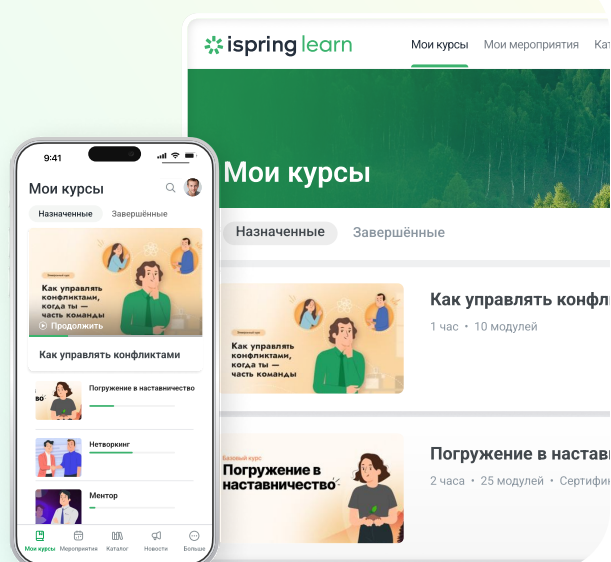 ispring learn
Мои курсы
Мои мероприятия
Мои курсы
Назначенные
Завершённые
Как управлять
конфликтами,
когда ты —
часть команды
Как управлять
1 час • 10 модулей
Базовый курс
Погружение в
наставничество
Погружение в
2 часа • 25 модулей •
9:41
Мои курсы
Назначенные
Завершённые
Как управлять
конфликтами,
когда ты —
часть команды
Продолжить
Как управлять конфликтами
Погружение в наставничество
Нетворкинг
Ментор
Мои курсы
Мероприятия
Каталог
Новости
Больше